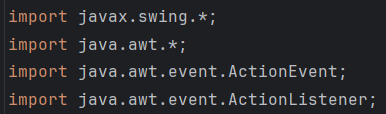 import javax.swing.*;
import java.awt.*;
import java.awt.event.ActionEvent;
import java.awt.event.ActionListener;